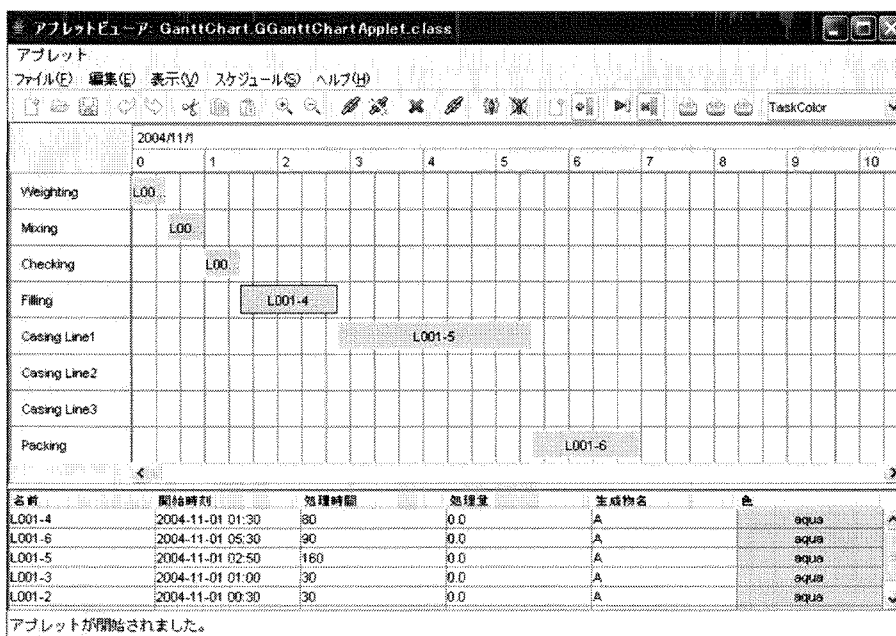 アプレットビューア: GanttChart.GGanttChartApplet.class
アプレット
ファイル(F) 編集(E) 表示(V) スケジュール(S) ヘルプ(H)
TaskColor
2004/11/1
0 1 2 3 4 5 6 7 8 9 10
Weighting L00...
Mixing L00...
Checking L00...
Filling L001-4
Casing Line1 L001-5
Casing Line2
Casing Line3
Packing L001-6
名前 開始時刻 処理時間 処理量 生成物名 色
L001-4 2004-11-01 01:30 80 0.0 A aqua
L001-6 2004-11-01 05:30 90 0.0 A aqua
L001-5 2004-11-01 02:50 160 0.0 A aqua
L001-3 2004-11-01 01:00 30 0.0 A aqua
L001-2 2004-11-01 00:30 30 0.0 A aqua
アプレットが開始されました。